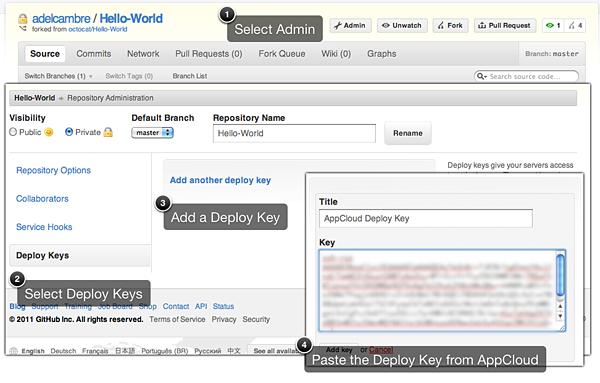 adelcambre / Hello-World
forked from octocat/Hello-World
1 Select Admin
Admin Unwatch Fork Pull Request 1 4
Source Commits Network Pull Requests (0) Fork Queue Wiki (0) Graphs Branch: master
Switch Branches (1) Switch Tags (0) Branch List Search source code...
Hello-World → Repository Administration
Visibility Default Branch Repository Name
Public Private master Hello-World Rename
Repository Options
Collaborators
Service Hooks
Deploy Keys
2 Select Deploy Keys
Add another deploy key
3 Add a Deploy Key
Deploy keys give your servers access
Title
AppCloud Deploy Key
Key
4 Paste the Deploy Key from AppCloud
Add key or Cancel
Blog Support Training Job Board Shop Contact API Status
© 2011 GitHub Inc. All rights reserved. Terms of Service Privacy Security
English Deutsch Français 日本語 Português (BR) Русский 中文 See all available